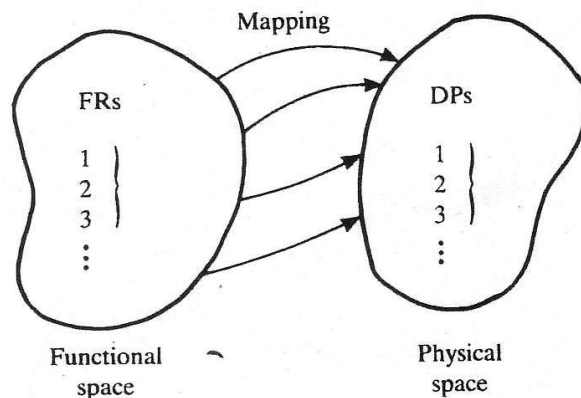 Mapping
FRs
1
2
3
⋮
DPs
1
2
3
⋮
Functional
space
Physical
space